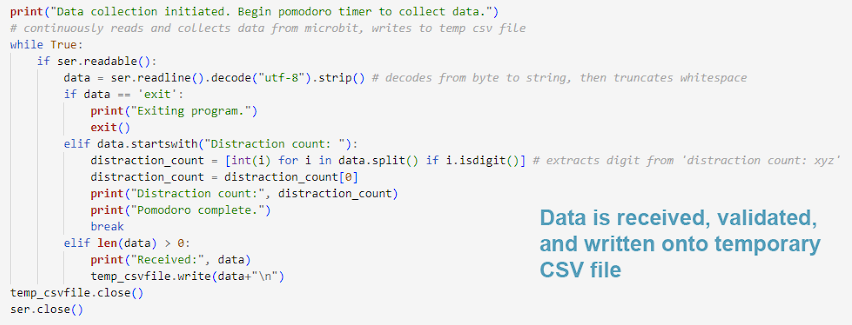 print("Data collection initiated. Begin pomodoro timer to collect data.")
# continuously reads and collects data from microbit, writes to temp csv file
while True:
    if ser.readable():
        data = ser.readline().decode("utf-8").strip() # decodes from byte to string, then truncates whitespace
        if data == 'exit':
            print("Exiting program.")
            exit()
        elif data.startswith("Distraction count: "):
            distraction_count = [int(i) for i in data.split() if i.isdigit()] # extracts digit from 'distraction count: xyz'
            distraction_count = distraction_count[0]
            print("Distraction count:", distraction_count)
            print("Pomodoro complete.")
            break
        elif len(data) > 0:
            print("Received:", data)
            temp_csvfile.write(data+"\n")
temp_csvfile.close()
ser.close()
Data is received, validated,
and written onto temporary
CSV file